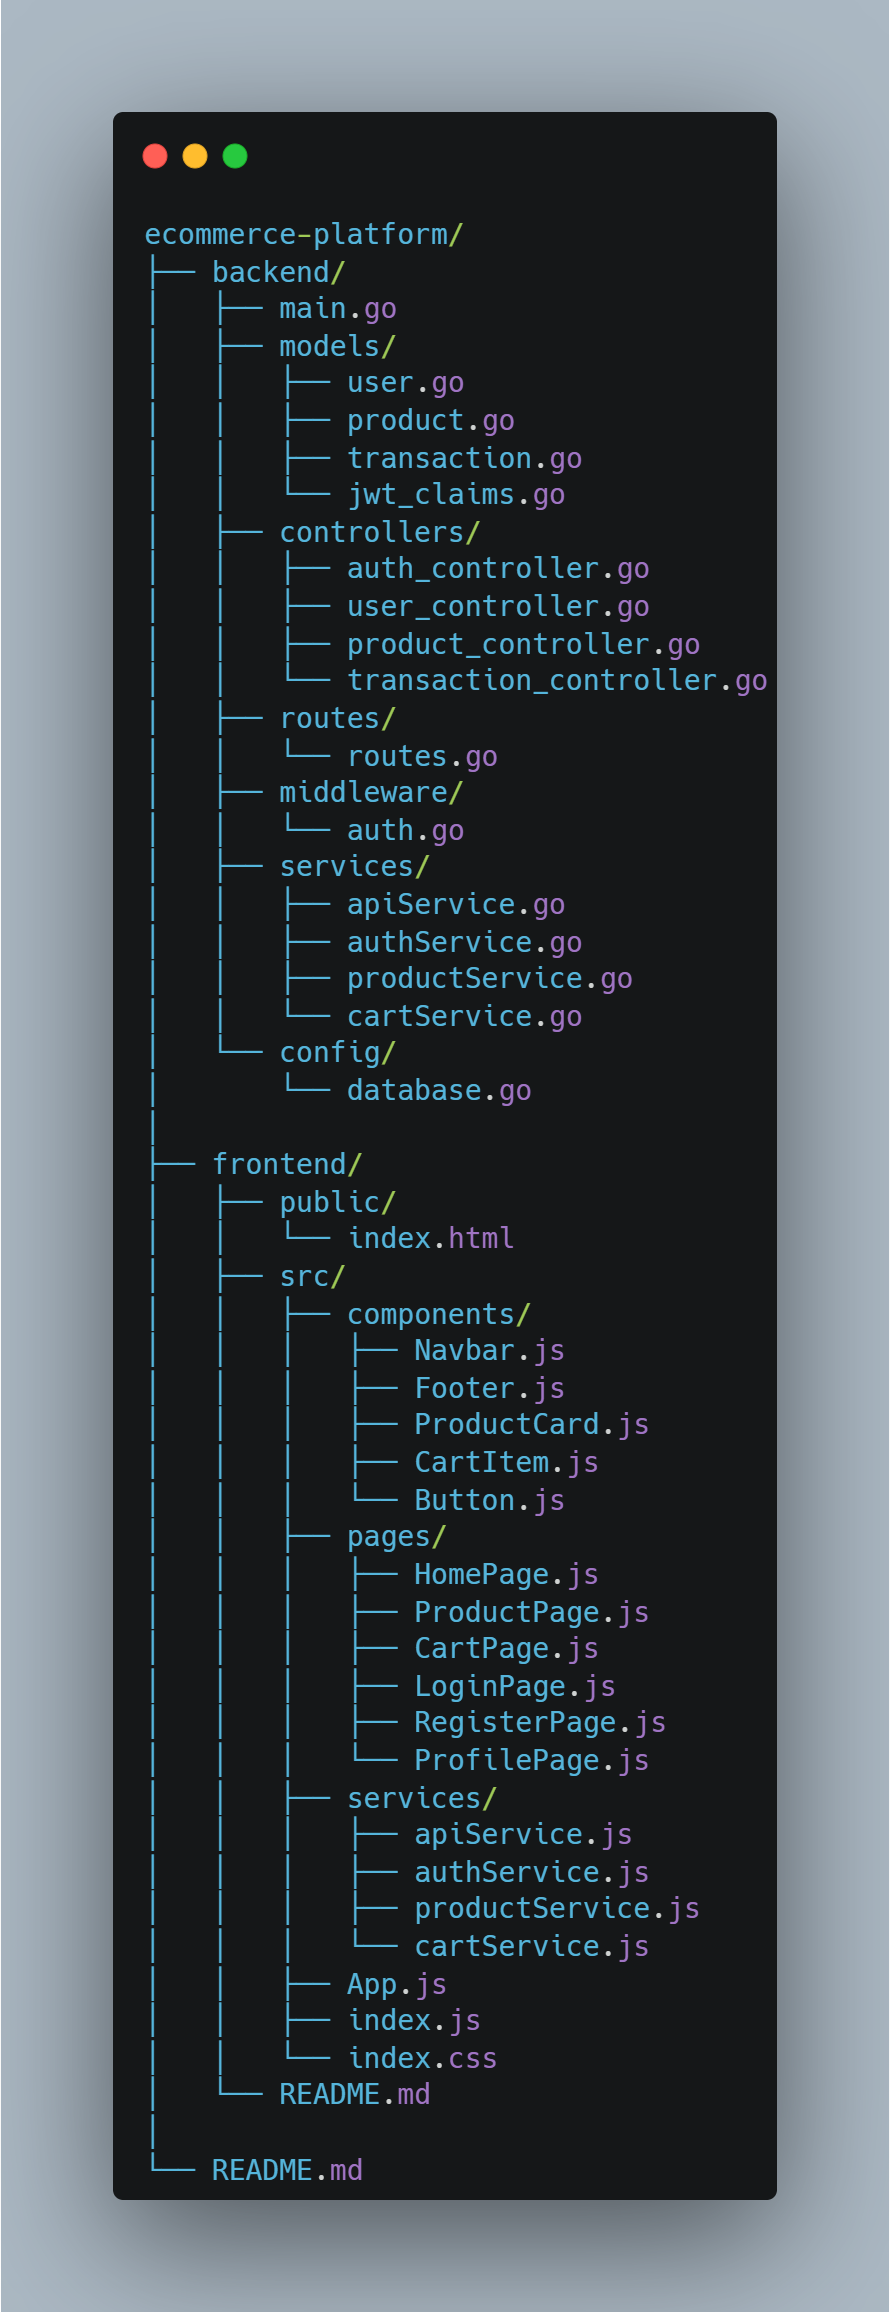 ecommerce-platform/
├── backend/
│   ├── main.go
│   ├── models/
│   │   ├── user.go
│   │   ├── product.go
│   │   ├── transaction.go
│   │   └── jwt_claims.go
│   ├── controllers/
│   │   ├── auth_controller.go
│   │   ├── user_controller.go
│   │   ├── product_controller.go
│   │   └── transaction_controller.go
│   ├── routes/
│   │   └── routes.go
│   ├── middleware/
│   │   └── auth.go
│   ├── services/
│   │   ├── apiService.go
│   │   ├── authService.go
│   │   ├── productService.go
│   │   └── cartService.go
│   └── config/
│       └── database.go
│
├── frontend/
│   ├── public/
│   │   └── index.html
│   ├── src/
│   │   ├── components/
│   │   │   ├── Navbar.js
│   │   │   ├── Footer.js
│   │   │   ├── ProductCard.js
│   │   │   ├── CartItem.js
│   │   │   └── Button.js
│   │   ├── pages/
│   │   │   ├── HomePage.js
│   │   │   ├── ProductPage.js
│   │   │   ├── CartPage.js
│   │   │   ├── LoginPage.js
│   │   │   ├── RegisterPage.js
│   │   │   └── ProfilePage.js
│   │   ├── services/
│   │   │   ├── apiService.js
│   │   │   ├── authService.js
│   │   │   ├── productService.js
│   │   │   └── cartService.js
│   │   ├── App.js
│   │   ├── index.js
│   │   └── index.css
│   └── README.md
│
└── README.md